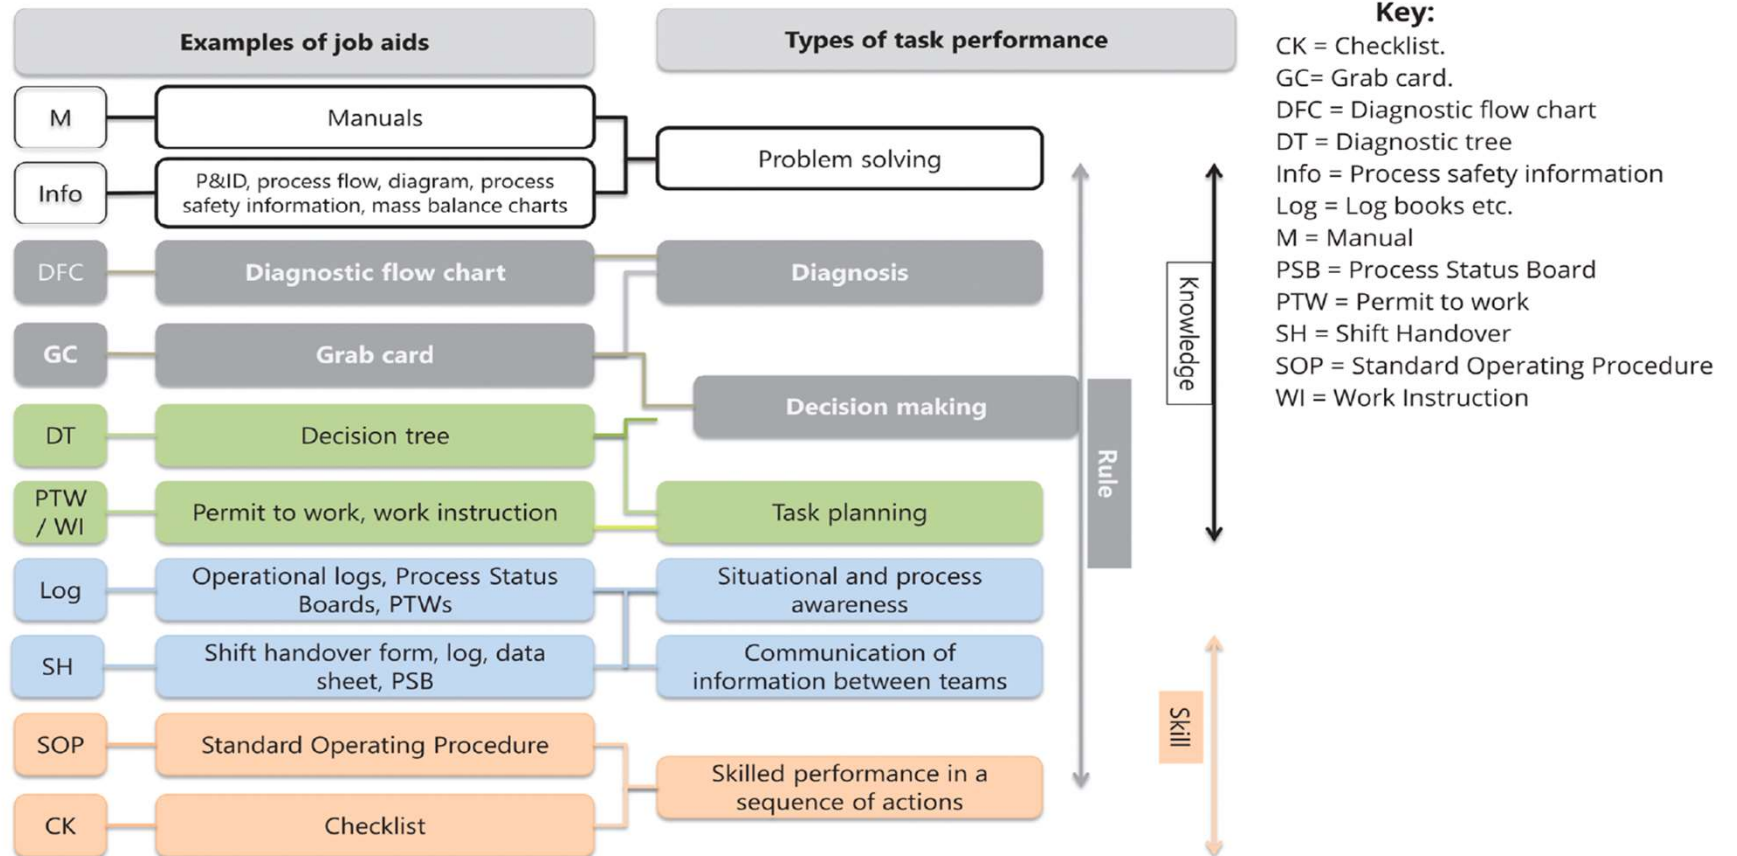 Examples of job aids
Types of task performance
M
Manuals
Info
P&ID, process flow, diagram, process
safety information, mass balance charts
Problem solving
DFC
Diagnostic flow chart
Diagnosis
GC
Grab card
Decision making
DT
Decision tree
PTW
/ WI
Permit to work, work instruction
Task planning
Log
Operational logs, Process Status
Boards, PTWs
Situational and process
awareness
SH
Shift handover form, log, data
sheet, PSB
Communication of
information between teams
SOP
Standard Operating Procedure
CK
Checklist
Skilled performance in a
sequence of actions
Rule
Knowledge
Skill
Key:
CK = Checklist.
GC= Grab card.
DFC = Diagnostic flow chart
DT = Diagnostic tree
Info = Process safety information
Log = Log books etc.
M = Manual
PSB = Process Status Board
PTW = Permit to work
SH = Shift Handover
SOP = Standard Operating Procedure
WI = Work Instruction